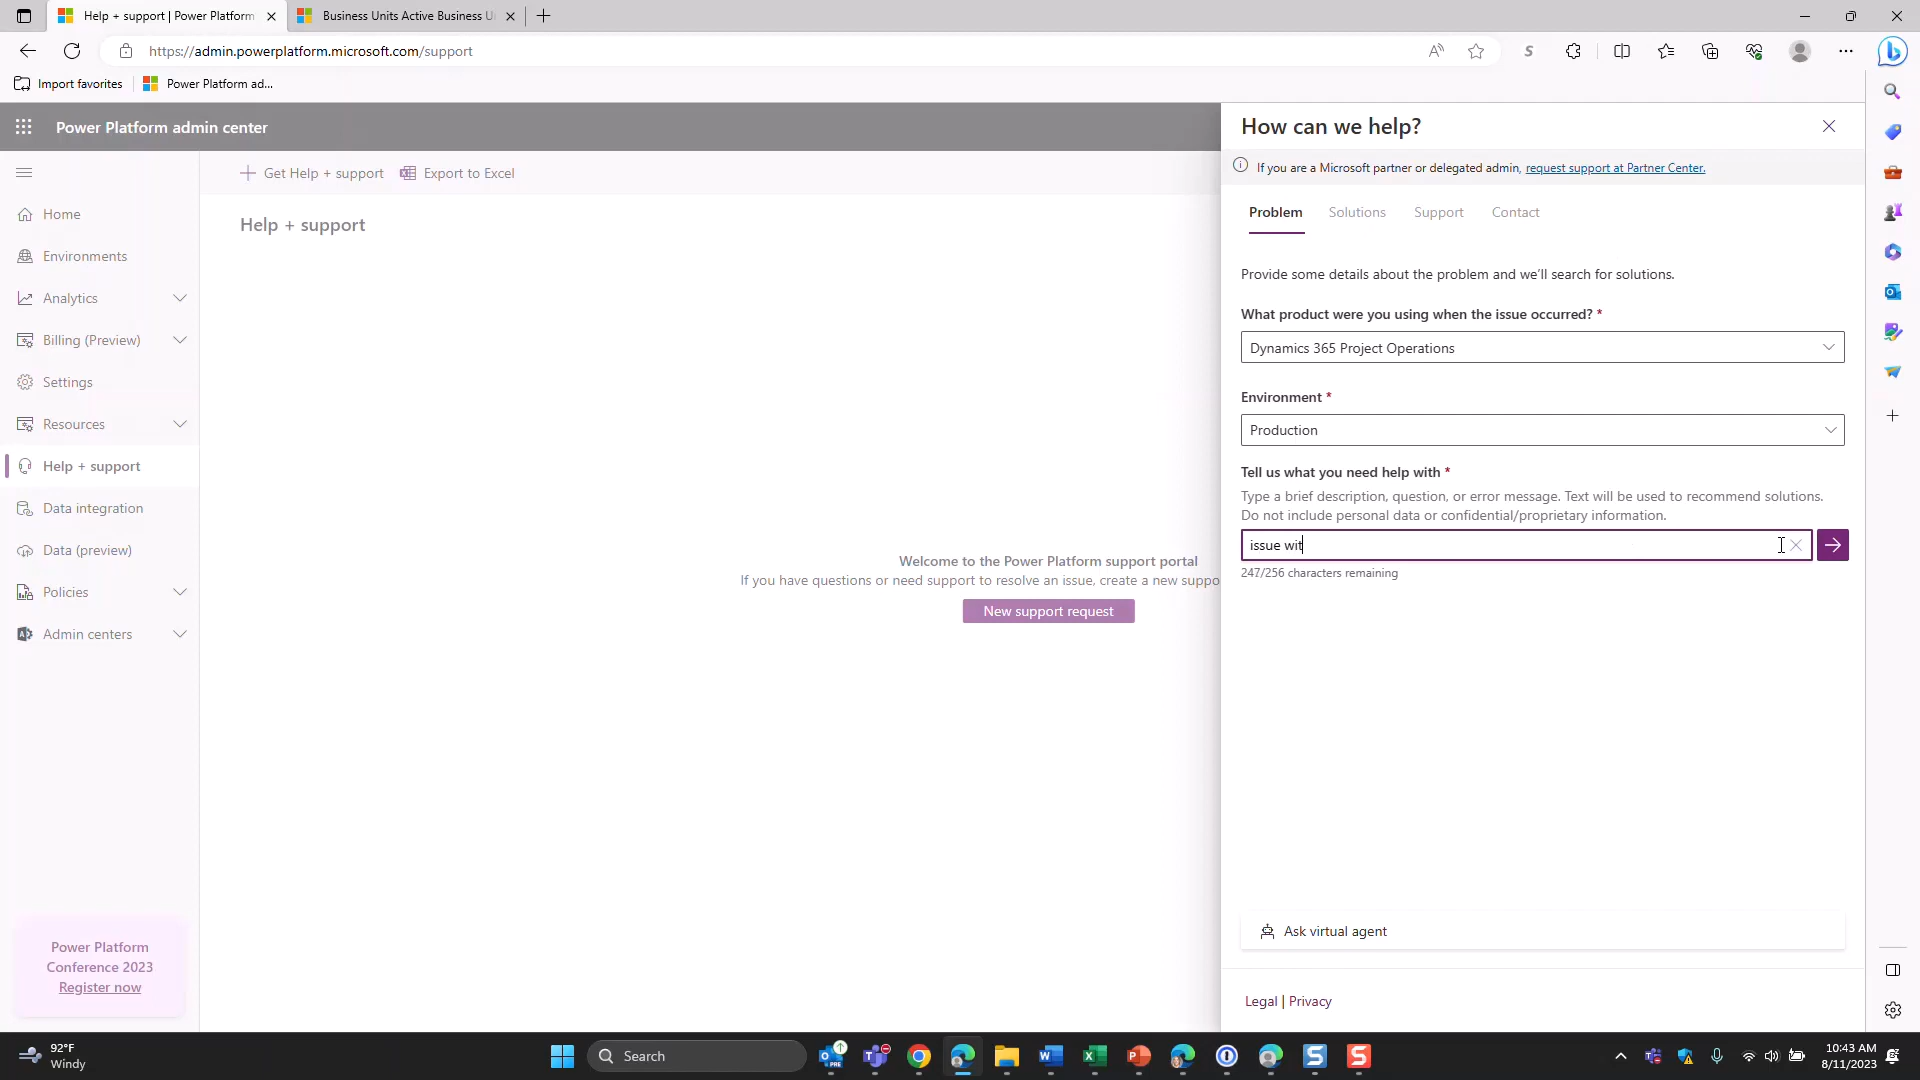 Help + support | Power Platform
Business Units Active Business U
https://admin.powerplatform.microsoft.com/support
Import favorites
Power Platform ad...
Power Platform admin center
Get Help + support
Export to Excel
Home
Environments
Analytics
Billing (Preview)
Settings
Resources
Help + support
Data integration
Data (preview)
Policies
Admin centers
Power Platform
Conference 2023
Register now
Help + support
Welcome to the Power Platform support portal
If you have questions or need support to resolve an issue, create a new suppo
New support request
How can we help?
If you are a Microsoft partner or delegated admin, request support at Partner Center.
Problem Solutions Support Contact
Provide some details about the problem and we'll search for solutions.
What product were you using when the issue occurred? *
Dynamics 365 Project Operations
Environment *
Production
Tell us what you need help with *
Type a brief description, question, or error message. Text will be used to recommend solutions.
Do not include personal data or confidential/proprietary information.
issue wit
247/256 characters remaining
Ask virtual agent
Legal | Privacy
92°F
Windy
Search
10:43 AM
8/11/2023